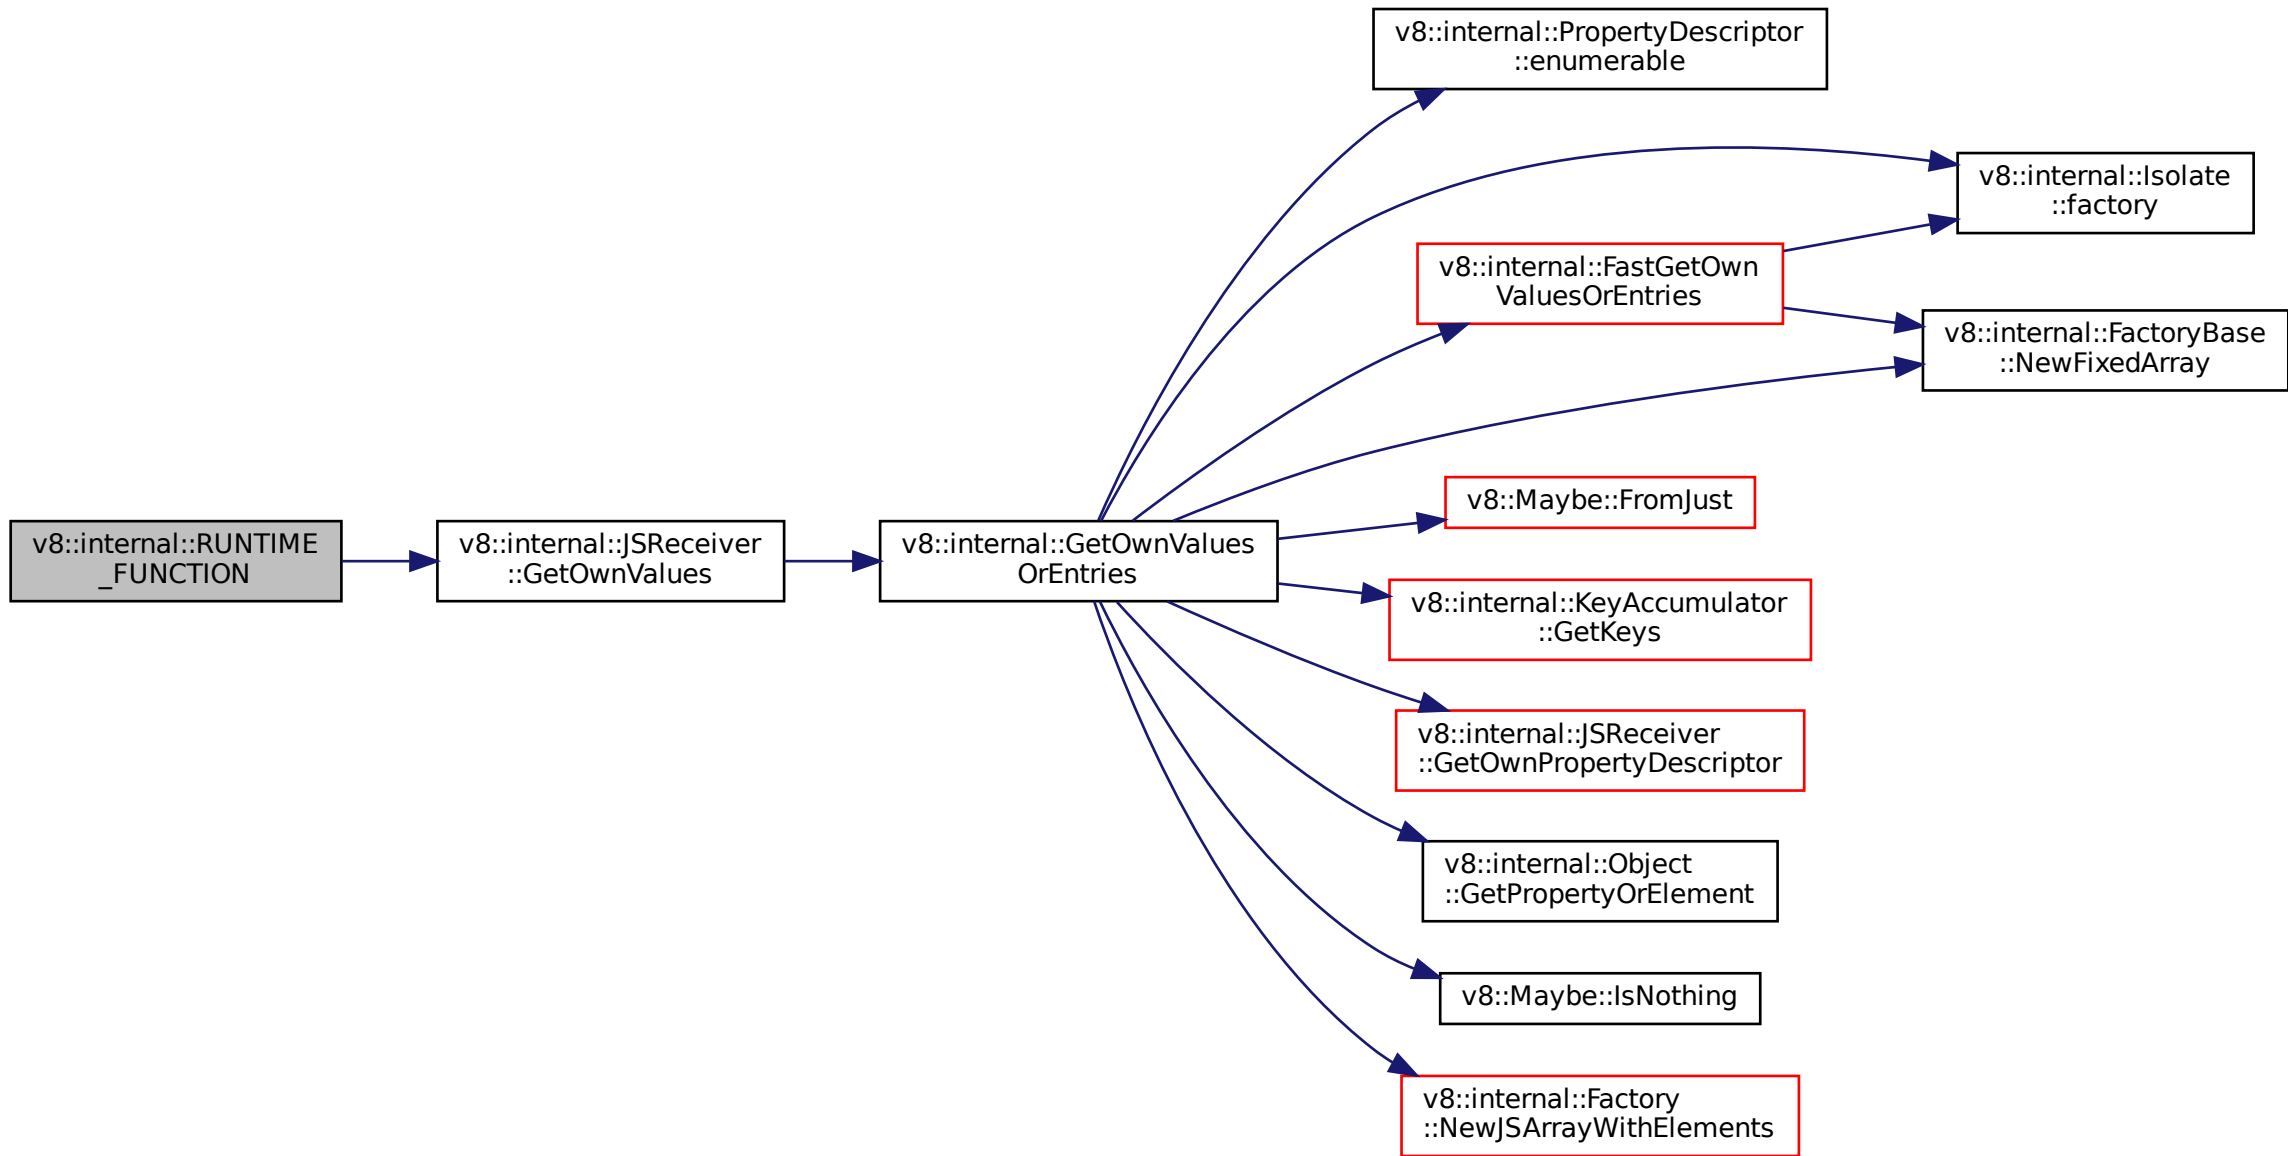 v8::internal::PropertyDescriptor
::enumerable
v8::internal::Isolate
::factory
v8::internal::FastGetOwn
ValuesOrEntries
v8::internal::FactoryBase
::NewFixedArray
v8::Maybe::FromJust
v8::internal::RUNTIME
_FUNCTION
v8::internal::JSReceiver
::GetOwnValues
v8::internal::GetOwnValues
OrEntries
v8::internal::KeyAccumulator
::GetKeys
v8::internal::JSReceiver
::GetOwnPropertyDescriptor
v8::internal::Object
::GetPropertyOrElement
v8::Maybe::IsNothing
v8::internal::Factory
::NewJSArrayWithElements